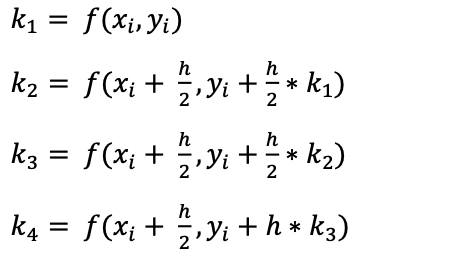 k₁ = f(xᵢ, yᵢ)
k₂ = f(xᵢ + h/2, yᵢ + h/2 * k₁)
k₃ = f(xᵢ + h/2, yᵢ + h/2 * k₂)
k₄ = f(xᵢ + h/2, yᵢ + h * k₃)